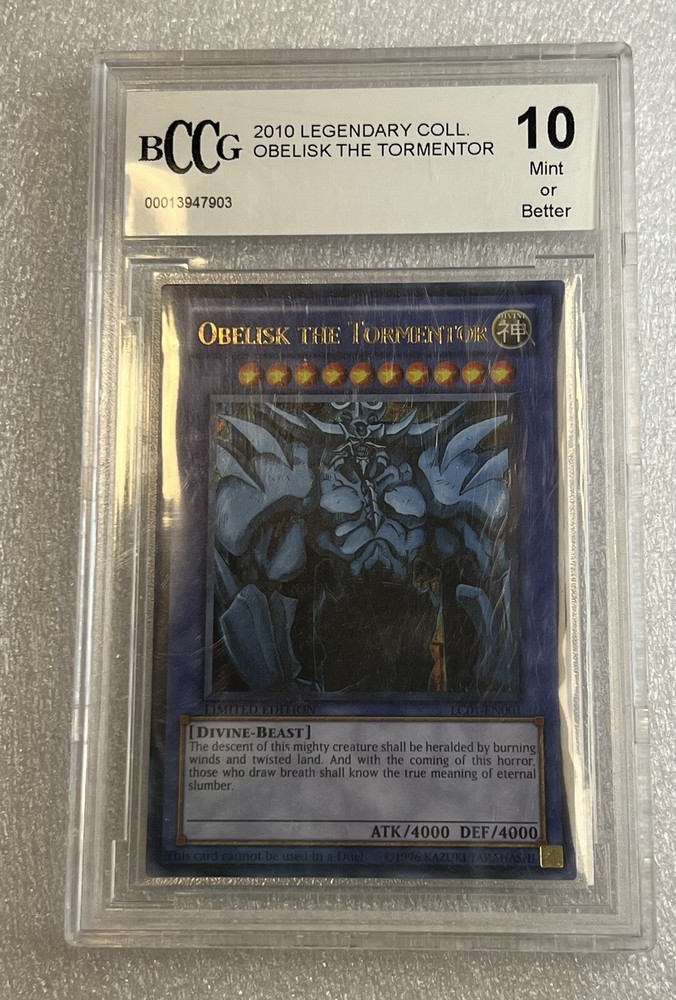 BCCG
2010 LEGENDARY COLL.
OBELISK THE TORMENTOR
00013947903
10
Mint
or
Better
OBELISK THE TORMENTOR
DIVINE
神
LIMITED EDITION
LC01-EN001
[DIVINE-BEAST]
The descent of this mighty creature shall be heralded by burning
winds and twisted land. And with the coming of this horror,
those who draw breath shall know the true meaning of eternal
slumber.
ATK/4000 DEF/4000
This card cannot be used in a Duel. ©1996 KAZUKI TAKAHASHI